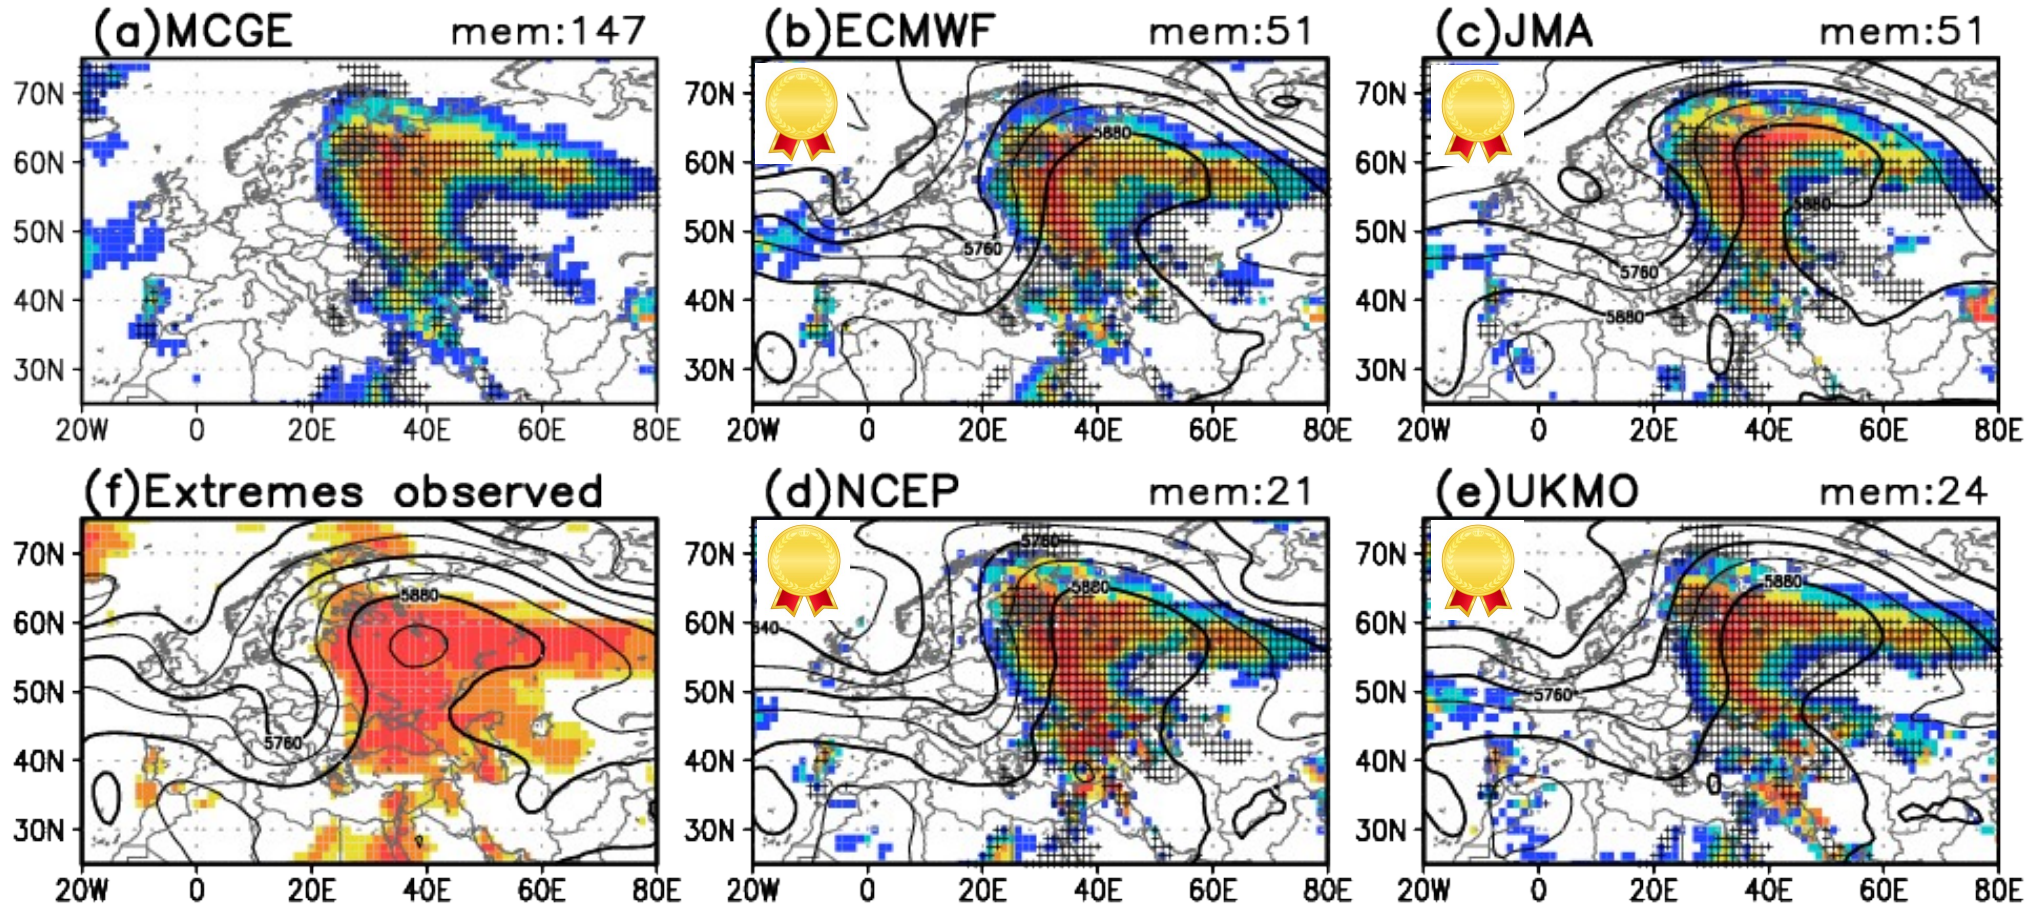 (a)MCGE mem:147
(b)ECMWF mem:51
(c)JMA mem:51
70N 70N 70N
5880
60N 60N 60N
5880
50N 50N 50N
5760
5760
40N 40N 40N
5880
30N 30N 30N
20W 0 20E 40E 60E 80E
20W 0 20E 40E 60E 80E
20W 0 20E 40E 60E 80E
(f)Extremes observed
(d)NCEP mem:21
(e)UKMO mem:24
5760
70N 70N 70N
5880
5880
5880
60N 60N 60N
640
50N 50N 50N
5760
5760
40N 40N 40N
30N 30N 30N
20W 0 20E 40E 60E 80E
20W 0 20E 40E 60E 80E
20W 0 20E 40E 60E 80E